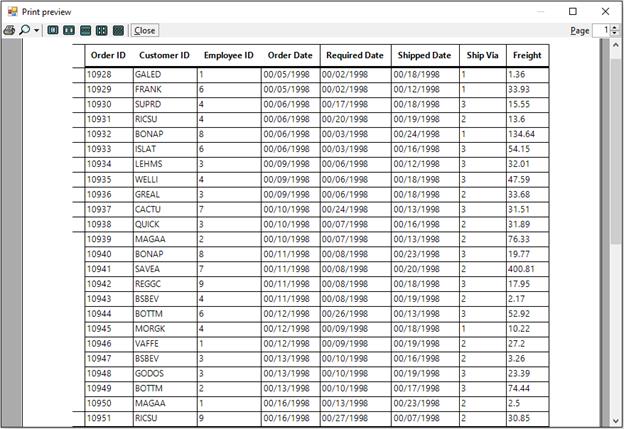 Print preview
Close
Page 1
Order ID Customer ID Employee ID Order Date Required Date Shipped Date Ship Via Freight
10928 GALED 1 00/05/1998 00/02/1998 00/18/1998 1 1.36
10929 FRANK 6 00/05/1998 00/02/1998 00/12/1998 1 33.93
10930 SUPRD 4 00/06/1998 00/17/1998 00/18/1998 3 15.55
10931 RICSU 4 00/06/1998 00/20/1998 00/19/1998 2 13.6
10932 BONAP 8 00/06/1998 00/03/1998 00/24/1998 1 134.64
10933 ISLAT 6 00/06/1998 00/03/1998 00/16/1998 3 54.15
10934 LEHMS 3 00/09/1998 00/06/1998 00/12/1998 3 32.01
10935 WELLI 4 00/09/1998 00/06/1998 00/18/1998 3 47.59
10936 GREAL 3 00/09/1998 00/06/1998 00/18/1998 2 33.68
10937 CACTU 7 00/10/1998 00/24/1998 00/13/1998 3 31.51
10938 QUICK 3 00/10/1998 00/07/1998 00/16/1998 2 31.89
10939 MAGAA 2 00/10/1998 00/07/1998 00/13/1998 2 76.33
10940 BONAP 8 00/11/1998 00/08/1998 00/23/1998 3 19.77
10941 SAVEA 7 00/11/1998 00/08/1998 00/20/1998 2 400.81
10942 REGGC 9 00/11/1998 00/08/1998 00/18/1998 3 17.95
10943 BSBEV 4 00/11/1998 00/08/1998 00/19/1998 2 2.17
10944 BOTTM 6 00/12/1998 00/26/1998 00/13/1998 3 52.92
10945 MORGK 4 00/12/1998 00/09/1998 00/18/1998 1 10.22
10946 VAFFE 1 00/12/1998 00/09/1998 00/19/1998 2 27.2
10947 BSBEV 3 00/13/1998 00/10/1998 00/16/1998 2 3.26
10948 GODOS 3 00/13/1998 00/10/1998 00/19/1998 3 23.39
10949 BOTTM 2 00/13/1998 00/10/1998 00/17/1998 3 74.44
10950 MAGAA 1 00/16/1998 00/13/1998 00/23/1998 2 2.5
10951 RICSU 9 00/16/1998 00/27/1998 00/07/1998 2 30.85